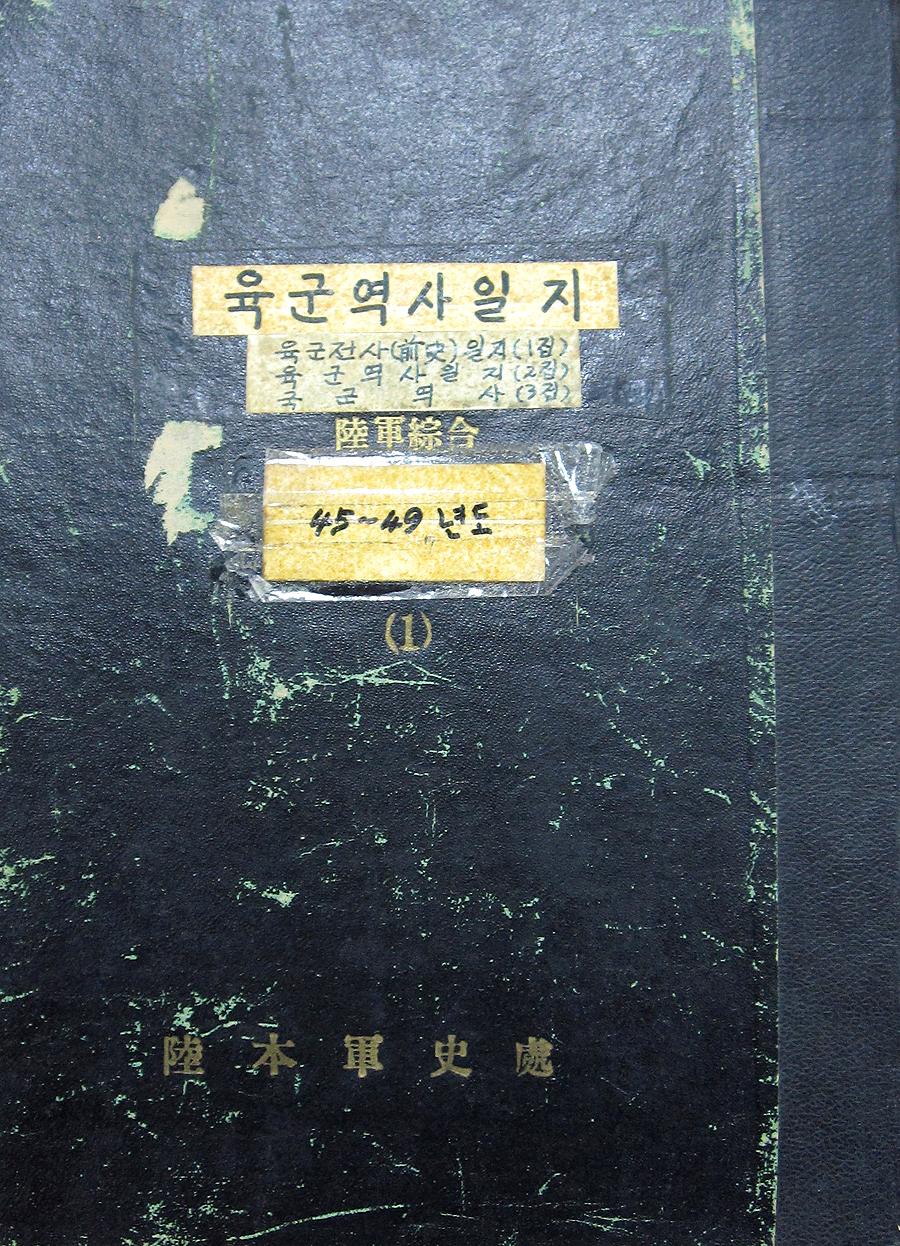 육군역사일지
육군전사(前史)일지(1집)
육군역사일지(2집)
국군역사(3집)
陸軍綜合
45~49년도
(1)
陸本軍史處